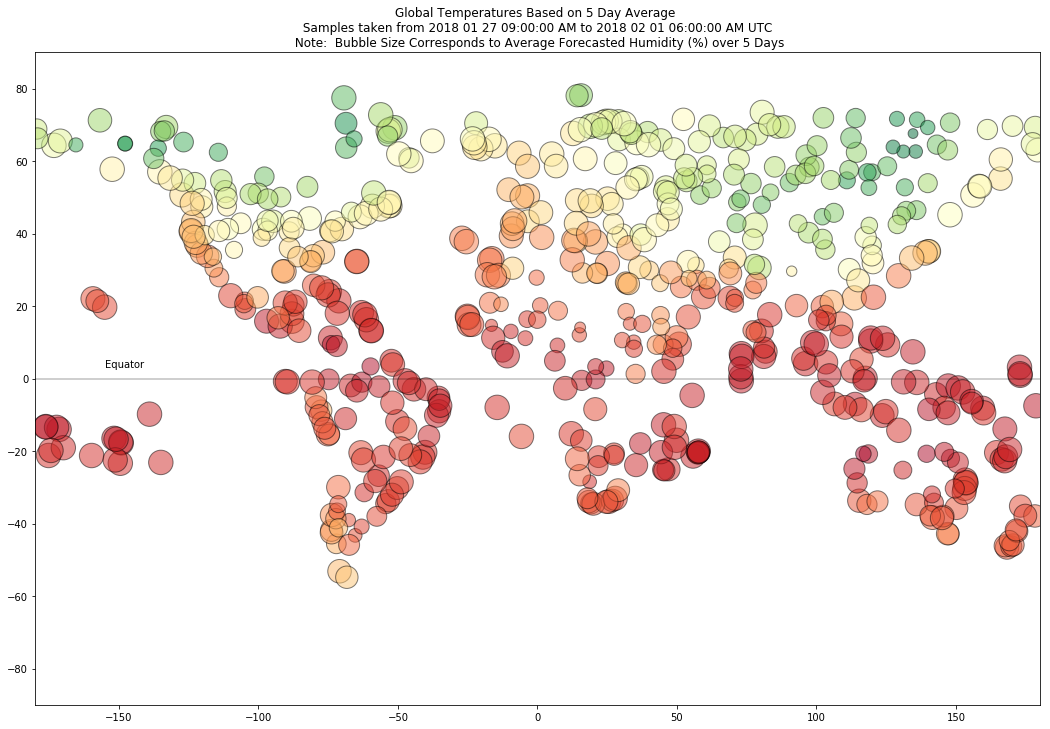 Global Temperatures Based on 5 Day Average
Samples taken from 2018 01 27 09:00:00 AM to 2018 02 01 06:00:00 AM UTC
Note:  Bubble Size Corresponds to Average Forecasted Humidity (%) over 5 Days
80
60
40
20
Equator
0
−20
−40
−60
−80
−150 −100 −50 0 50 100 150